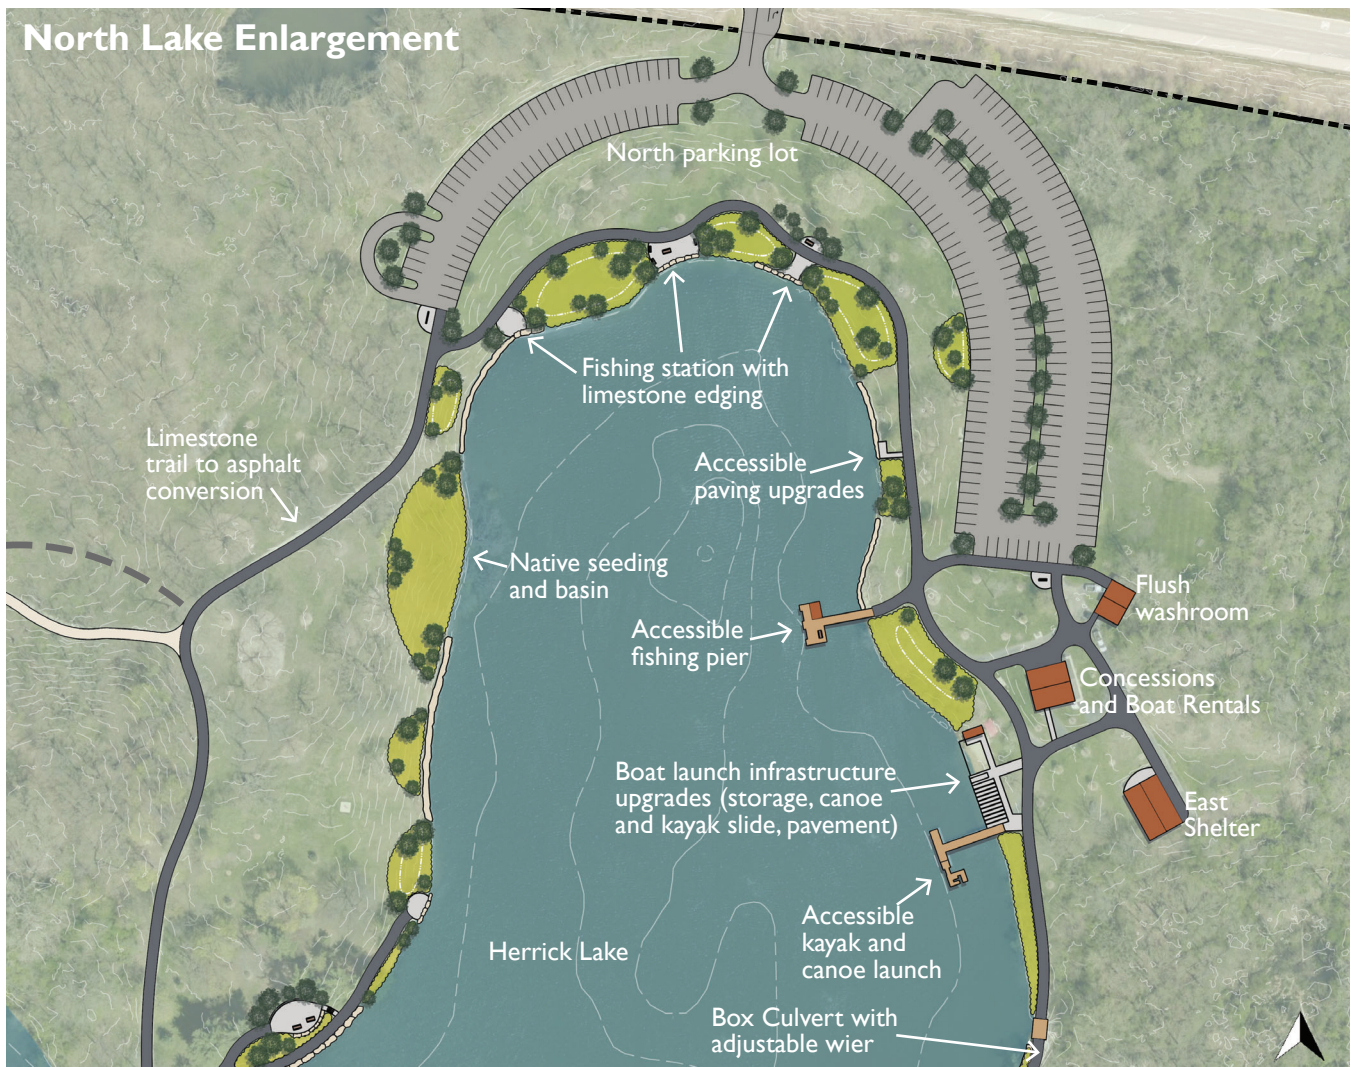 North Lake Enlargement
North parking lot
Fishing station with
limestone edging
Limestone
trail to asphalt
conversion
Accessible
paving upgrades
Native seeding
and basin
Flush
washroom
Accessible
fishing pier
Concessions
and Boat Rentals
Boat launch infrastructure
upgrades (storage, canoe
and kayak slide, pavement)
East
Shelter
Accessible
kayak and
canoe launch
Herrick Lake
Box Culvert with
adjustable wier